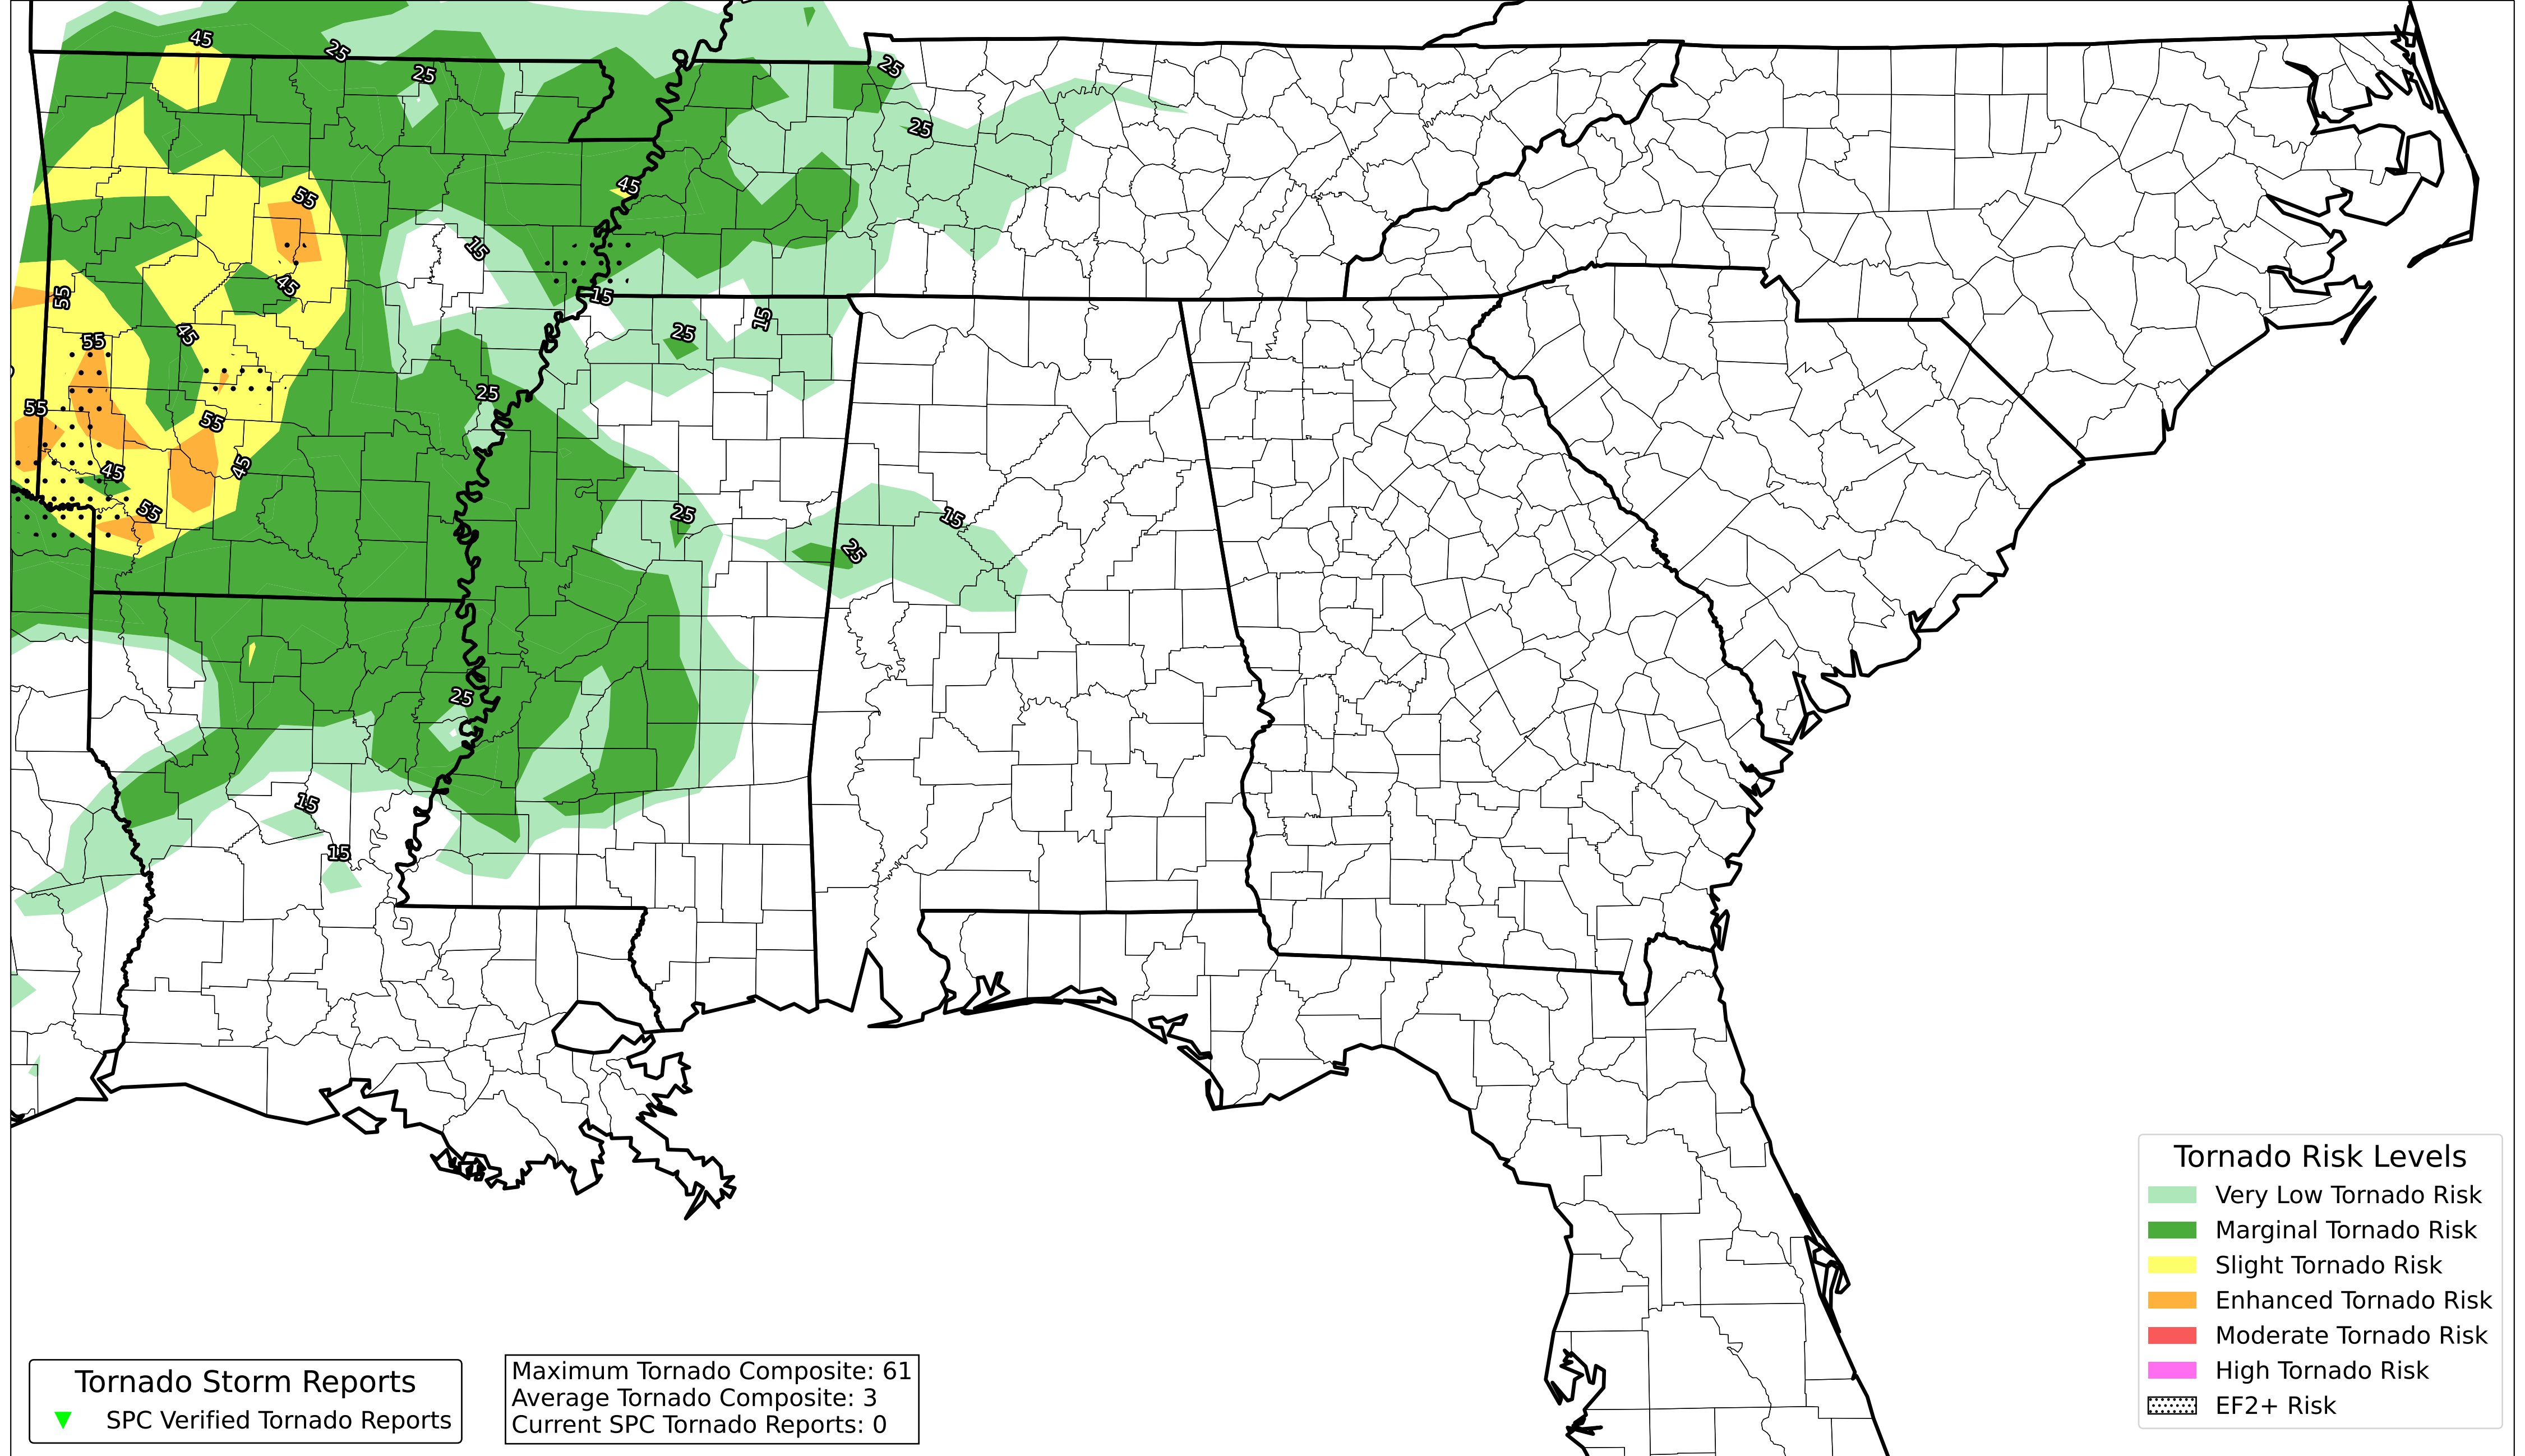 45
25
25
25
25
45
55
15
45
55
15
15
25
45
55
25
55
55
45
45
55
25
15
25
25
15
15
Tornado Risk Levels
Very Low Tornado Risk
Marginal Tornado Risk
Slight Tornado Risk
Enhanced Tornado Risk
Moderate Tornado Risk
High Tornado Risk
EF2+ Risk
Tornado Storm Reports
SPC Verified Tornado Reports
Maximum Tornado Composite: 61
Average Tornado Composite: 3
Current SPC Tornado Reports: 0